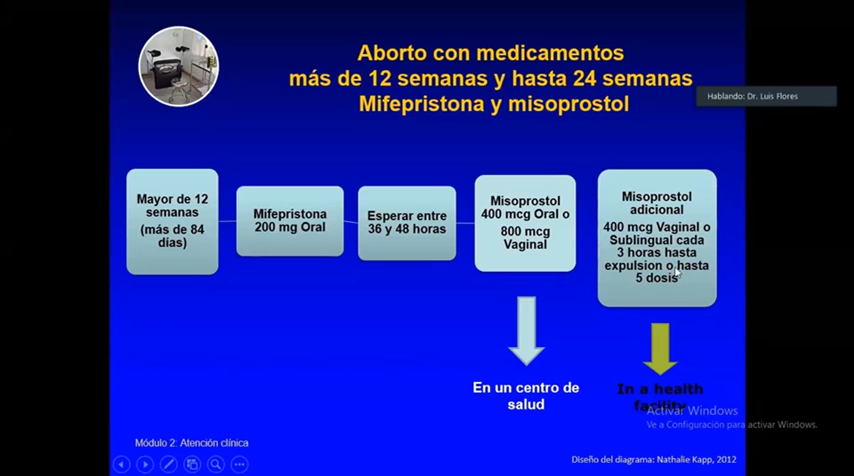 Aborto con medicamentos
más de 12 semanas y hasta 24 semanas
Mifepristona y misoprostol
Hablando: Dr. Luis Flores
Mayor de 12
semanas
(más de 84
días)
Mifepristona
200 mg Oral
Esperar entre
36 y 48 horas
Misoprostol
400 mcg Oral o
800 mcg
Vaginal
Misoprostol
adicional
400 mcg Vaginal o
Sublingual cada
3 horas hasta
expulsion o hasta
5 dosis
En un centro de
salud
In a health
facility
Activar Windows
Ve a Configuración para activar Windows.
Módulo 2: Atención clínica
Diseño del diagrama: Nathalie Kapp, 2012